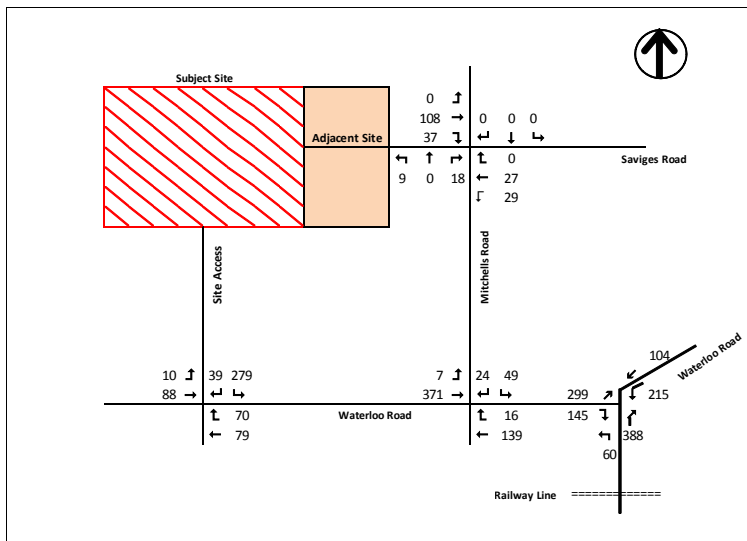 Subject Site
0
108 0 0 0
Adjacent Site 37
0 Saviges Road
9 0 18 27
29
Site Access
Mitchells Road
Waterloo Road
104
10 39 279 7 24 49
88 371 299 215
70 Waterloo Road 16 145
79 139 388
60
Railway Line =============